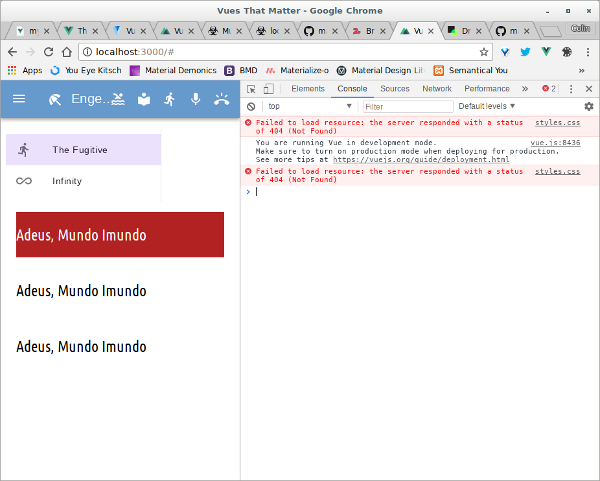 Vues That Matter - Google Chrome
my
Th
Vu
Vu
Mu
loc
m
Br
Vu
Dr
m
Colin
localhost:3000/#
Apps
You Eye Kitsch
Material Demonics
BMD
Materialize-o
Material Design Lit
Semantical You
Enge…
The Fugitive
Infinity
Adeus, Mundo Imundo
Adeus, Mundo Imundo
Adeus, Mundo Imundo
Elements Console Sources Network Performance » 2
top Filter Default levels
Failed to load resource: the server responded with a status styles.css
of 404 (Not Found)
You are running Vue in development mode. vue.js:8436
Make sure to turn on production mode when deploying for production.
See more tips at https://vuejs.org/guide/deployment.html
Failed to load resource: the server responded with a status styles.css
of 404 (Not Found)